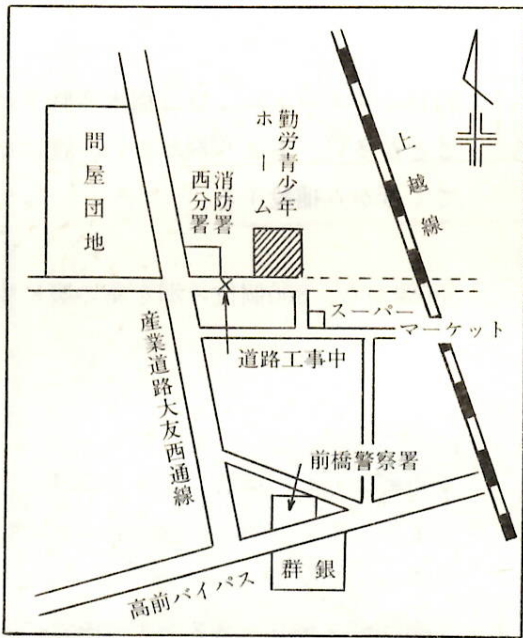 問屋団地
勤労青少年
ホーム
消防署
西分署
上越線
スーパー
マーケット
道路工事中
産業道路大友西通線
前橋警察署
群銀
高前バイパス